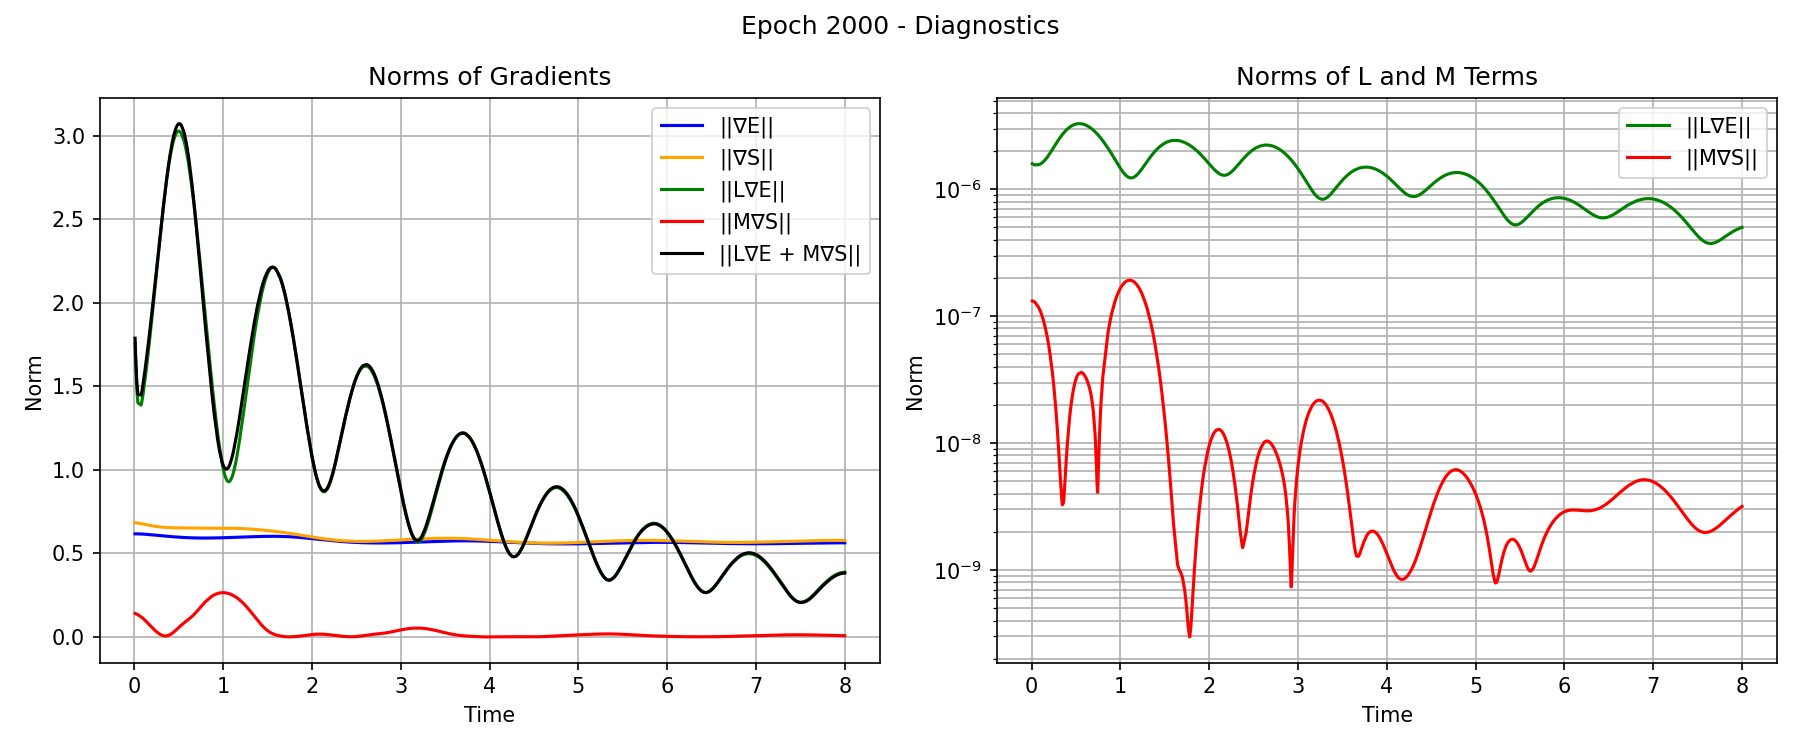 Epoch 2000 - Diagnostics
Norms of Gradients
Norm
3.0
2.5
2.0
1.5
1.0
0.5
0.0
||∇E||
||∇S||
||L∇E||
||M∇S||
||L∇E + M∇S||
0 1 2 3 4 5 6 7 8
Time
Norms of L and M Terms
Norm
10⁻⁶
10⁻⁷
10⁻⁸
10⁻⁹
||L∇E||
||M∇S||
0 1 2 3 4 5 6 7 8
Time